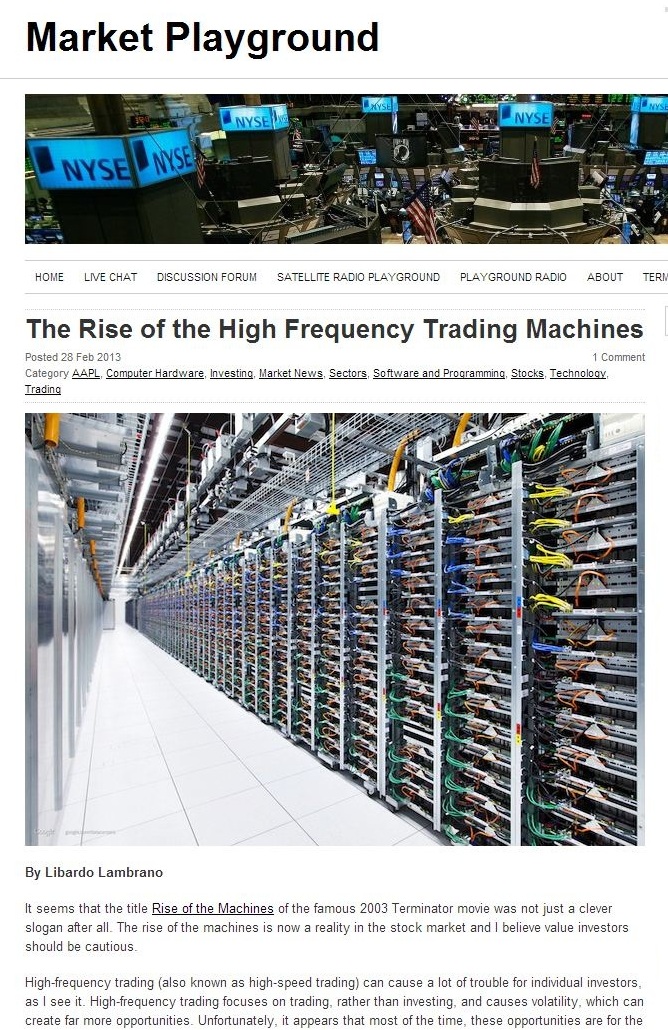 Market Playground
NYSE NYSE NYSE NYSE NYSE
HOME LIVE CHAT DISCUSSION FORUM SATELLITE RADIO PLAYGROUND PLAYGROUND RADIO ABOUT TERM
The Rise of the High Frequency Trading Machines
Posted 28 Feb 2013 1 Comment
Category AAPL, Computer Hardware, Investing, Market News, Sectors, Software and Programming, Stocks, Technology,
Trading
Google
By Libardo Lambrano
It seems that the title Rise of the Machines of the famous 2003 Terminator movie was not just a clever
slogan after all. The rise of the machines is now a reality in the stock market and I believe value investors
should be cautious.
High-frequency trading (also known as high-speed trading) can cause a lot of trouble for individual investors,
as I see it. High-frequency trading focuses on trading, rather than investing, and causes volatility, which can
create far more opportunities. Unfortunately, it appears that most of the time, these opportunities are for the